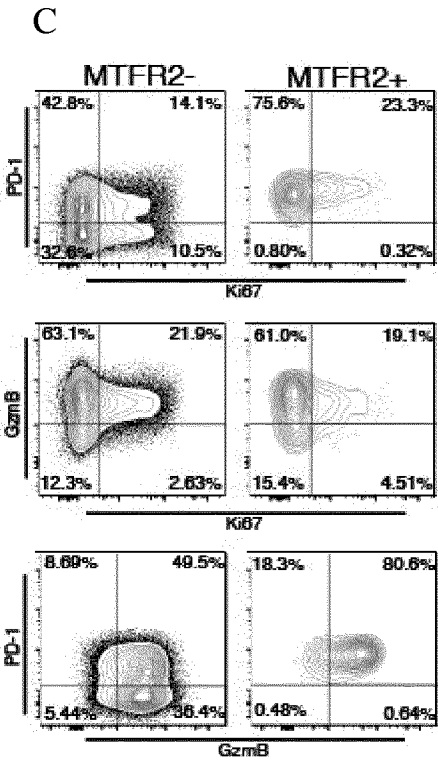 C
MTFR2- MTFR2+
42.8% 14.1% 75.6% 23.3%
PD-1
32.6% 10.5% 0.80% 0.32%
Ki67
63.1% 21.9% 61.0% 19.1%
GzmB
12.3% 2.63% 15.4% 4.51%
Ki67
8.69% 49.5% 18.3% 80.6%
PD-1
5.44% 36.4% 0.48% 0.64%
GzmB